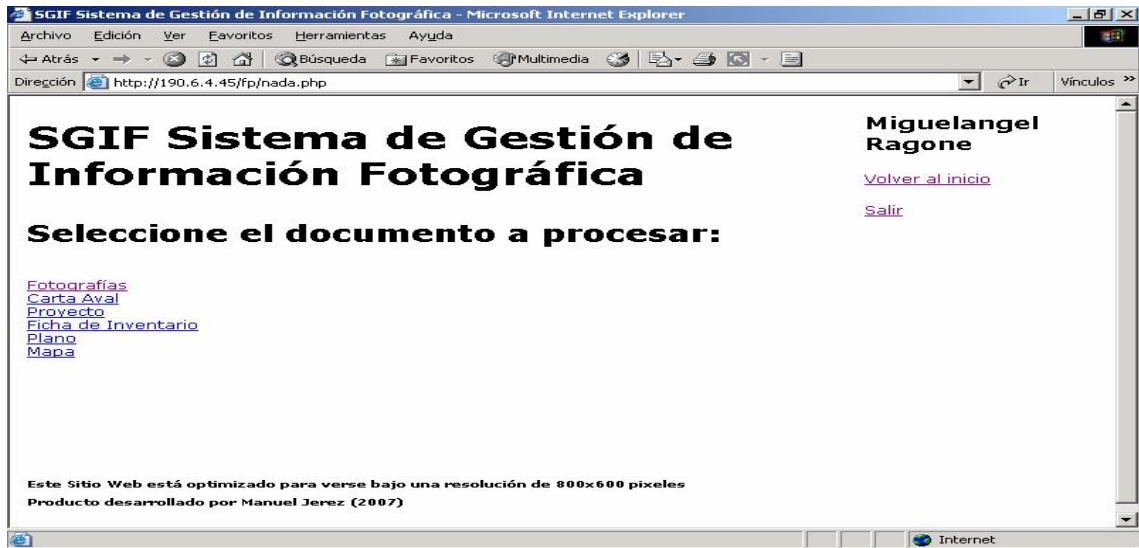 SGIF Sistema de Gestión de Información Fotográfica - Microsoft Internet Explorer
Archivo Edición Ver Favoritos Herramientas Ayuda
Atrás Búsqueda Favoritos Multimedia
Dirección http://190.6.4.45/fp/nada.php Ir Vínculos »
SGIF Sistema de Gestión de
Información Fotográfica
Seleccione el documento a procesar:
Fotografías
Carta Aval
Proyecto
Ficha de Inventario
Plano
Mapa
Miguelangel
Ragone
Volver al inicio
Salir
Este Sitio Web está optimizado para verse bajo una resolución de 800x600 pixeles
Producto desarrollado por Manuel Jerez (2007)
Internet